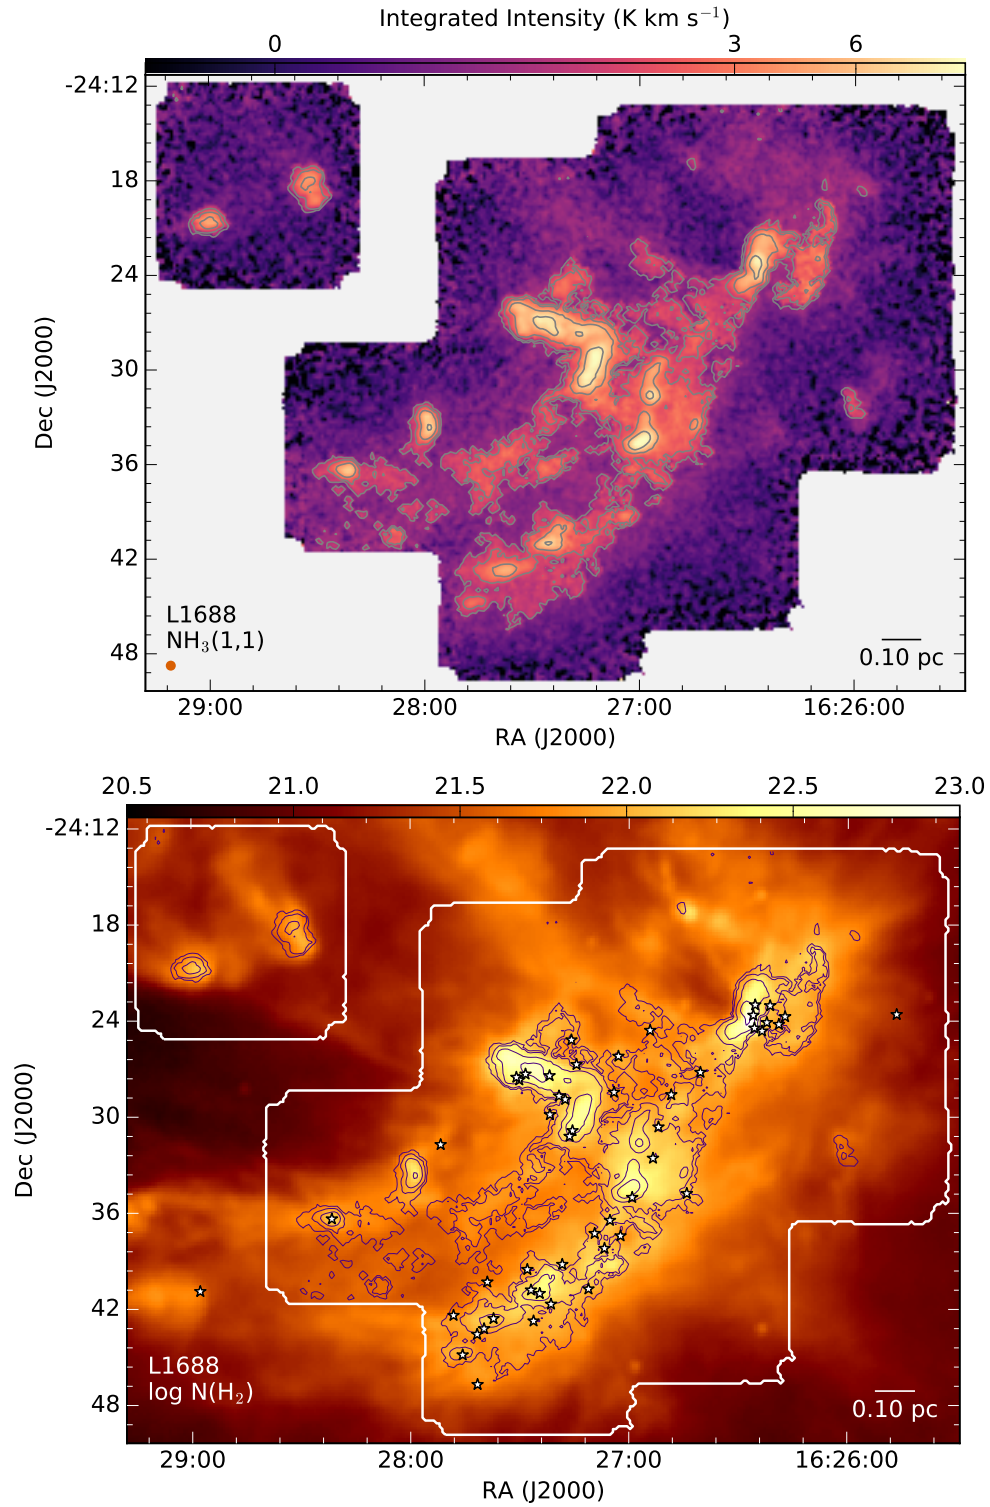 Integrated Intensity (K km s⁻¹)
0 3 6
-24:12
18
24
30
36
42
48
Dec (J2000)
L1688
NH₃(1,1)
0.10 pc
29:00 28:00 27:00 16:26:00
RA (J2000)
20.5 21.0 21.5 22.0 22.5 23.0
-24:12
18
24
30
36
42
48
Dec (J2000)
L1688
log N(H₂)
0.10 pc
29:00 28:00 27:00 16:26:00
RA (J2000)